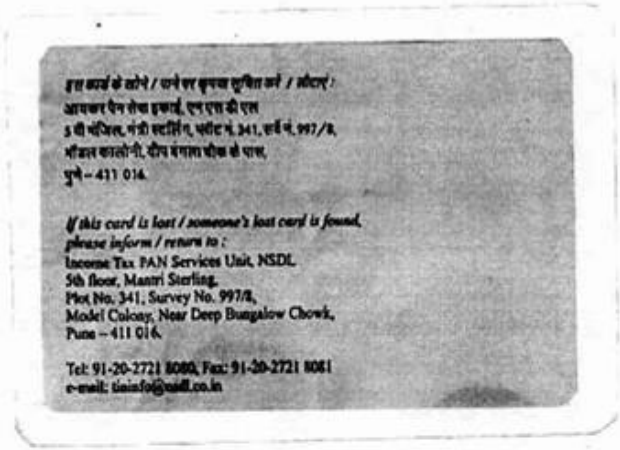 इस कार्ड के खोने / पाने पर कृपया सूचित करें / लौटाएं :
आयकर पैन सेवा इकाई, एन एस डी एल
5 वी मंजिल, मंत्री स्टर्लिंग, प्लॉट नं. 341, सर्वे नं. 997/8,
मॉडल कालोनी, दीप बंगला चौक के पास,
पुणे – 411 016.
If this card is lost / someone's lost card is found,
please inform / return to :
Income Tax PAN Services Unit, NSDL
5th floor, Mantri Sterling,
Plot No. 341, Survey No. 997/8,
Model Colony, Near Deep Bungalow Chowk,
Pune – 411 016.
Tel: 91-20-2721 8080, Fax: 91-20-2721 8081
e-mail: tininfo@nsdl.co.in